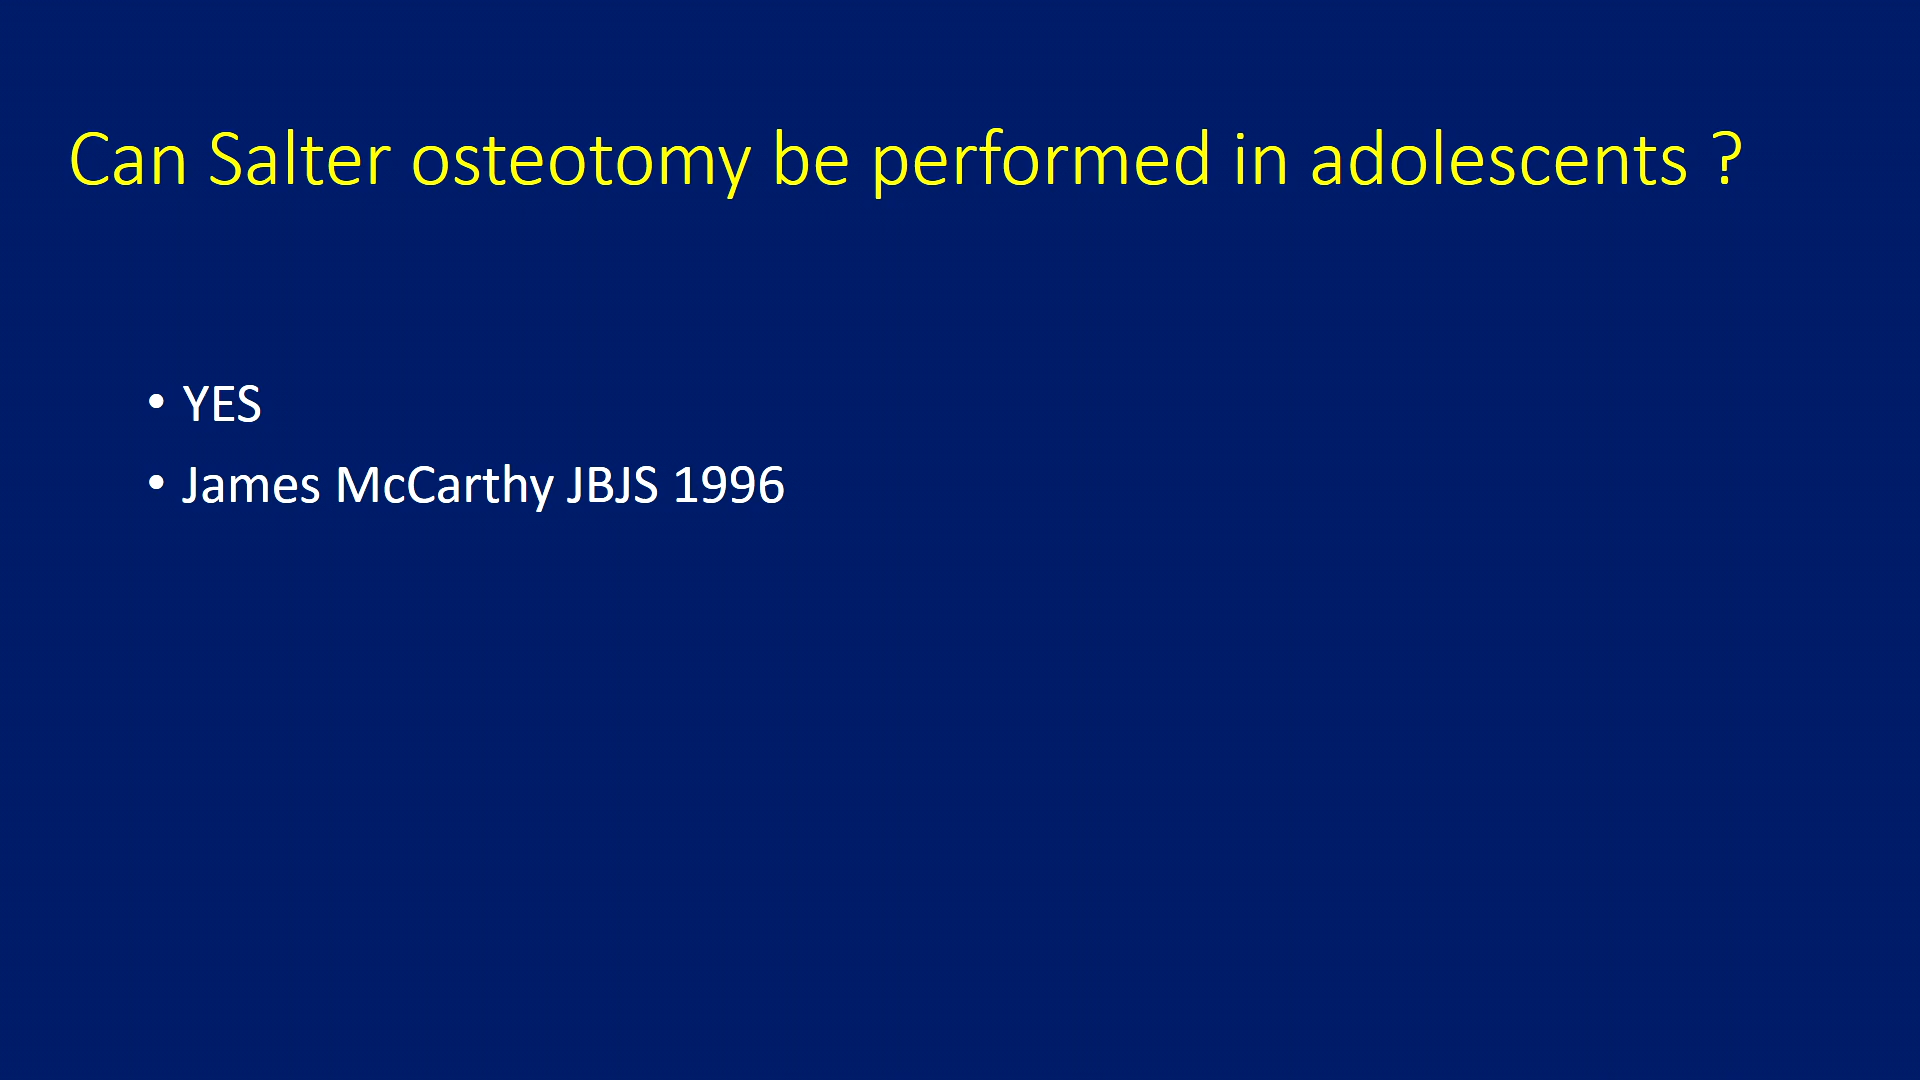 Can Salter osteotomy be performed in adolescents ?
• YES
• James McCarthy JBJS 1996